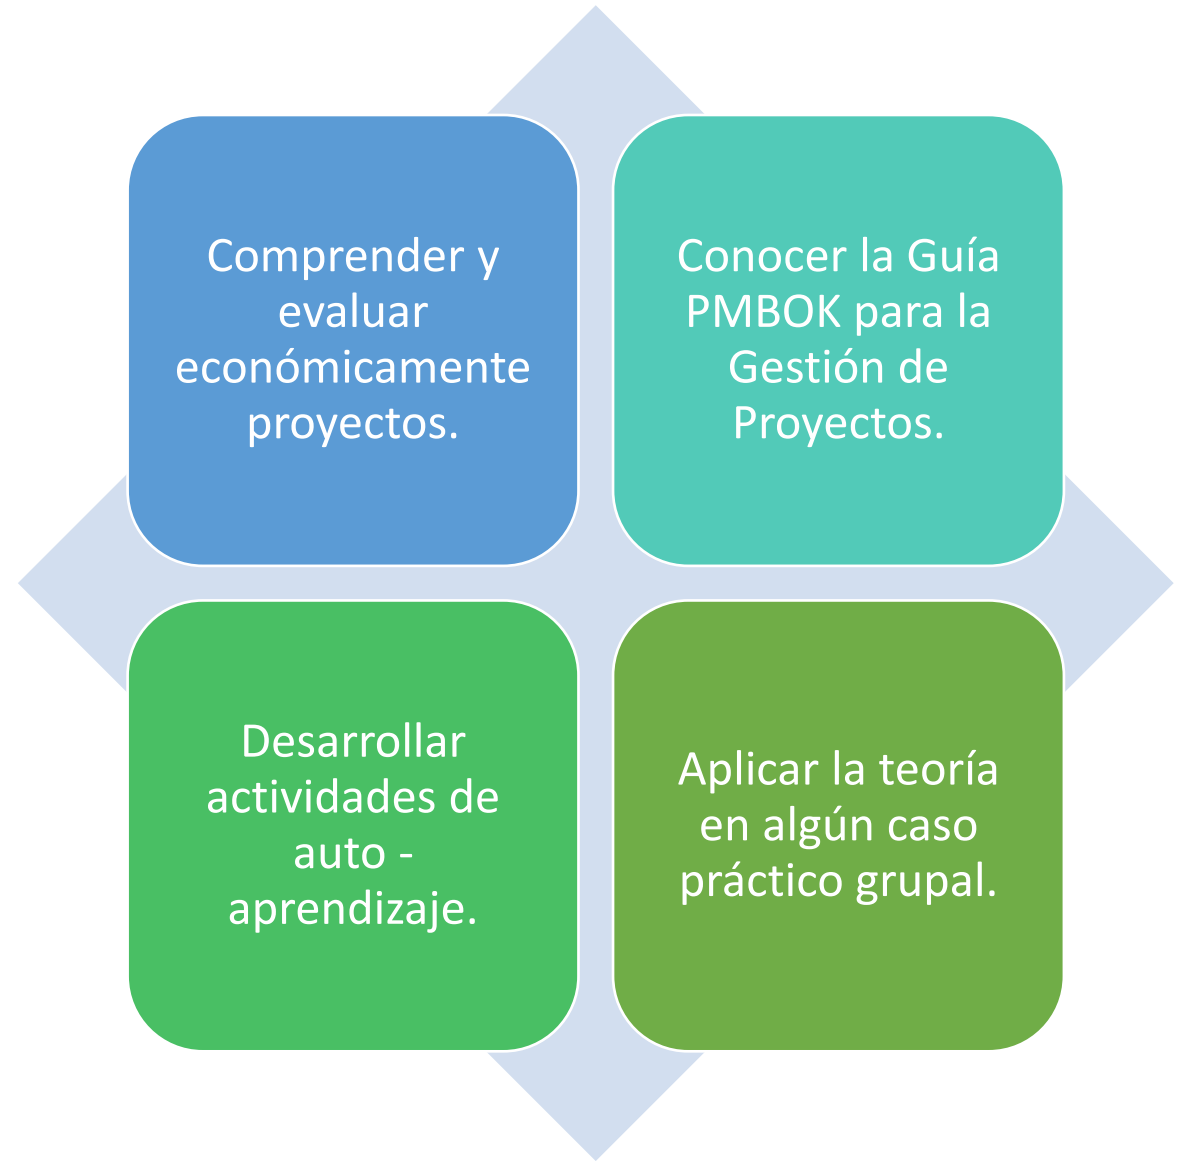 Comprender y
evaluar
económicamente
proyectos.
Conocer la Guía
PMBOK para la
Gestión de
Proyectos.
Desarrollar
actividades de
auto -
aprendizaje.
Aplicar la teoría
en algún caso
práctico grupal.